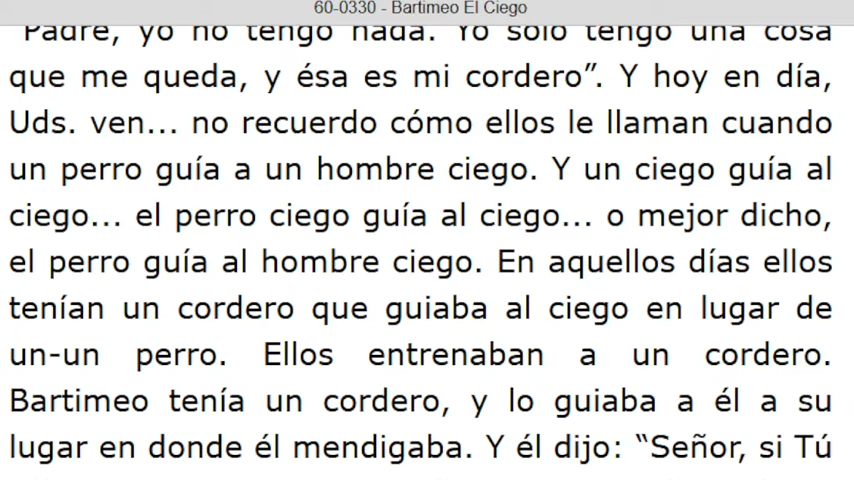 60-0330 - Bartimeo El Ciego
"Padre, yo no tengo nada. Yo sólo tengo una cosa
que me queda, y ésa es mi cordero”. Y hoy en día,
Uds. ven... no recuerdo cómo ellos le llaman cuando
un perro guía a un hombre ciego. Y un ciego guía al
ciego... el perro ciego guía al ciego... o mejor dicho,
el perro guía al hombre ciego. En aquellos días ellos
tenían un cordero que guiaba al ciego en lugar de
un-un perro. Ellos entrenaban a un cordero.
Bartimeo tenía un cordero, y lo guiaba a él a su
lugar en donde él mendigaba. Y él dijo: “Señor, si Tú